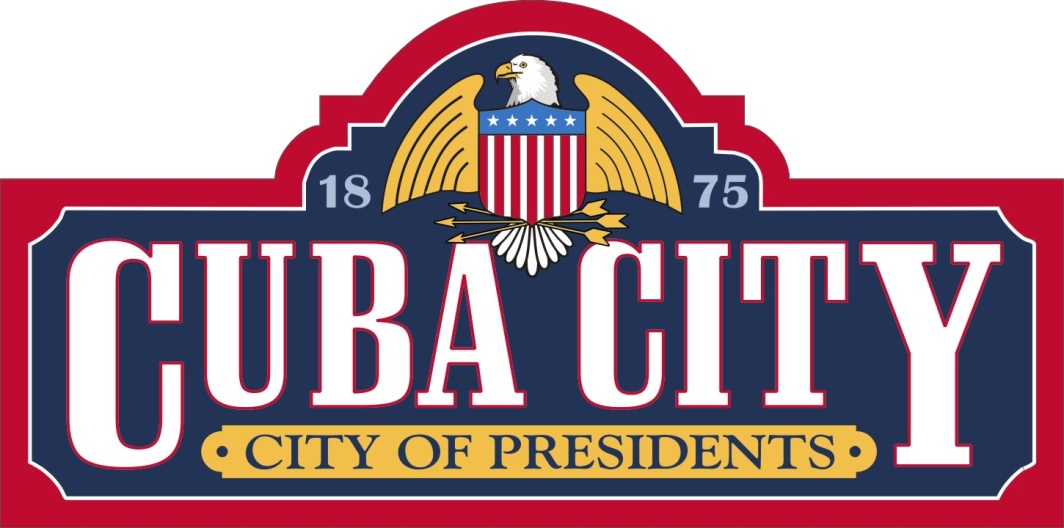 18 75
CUBA CITY
• CITY OF PRESIDENTS •